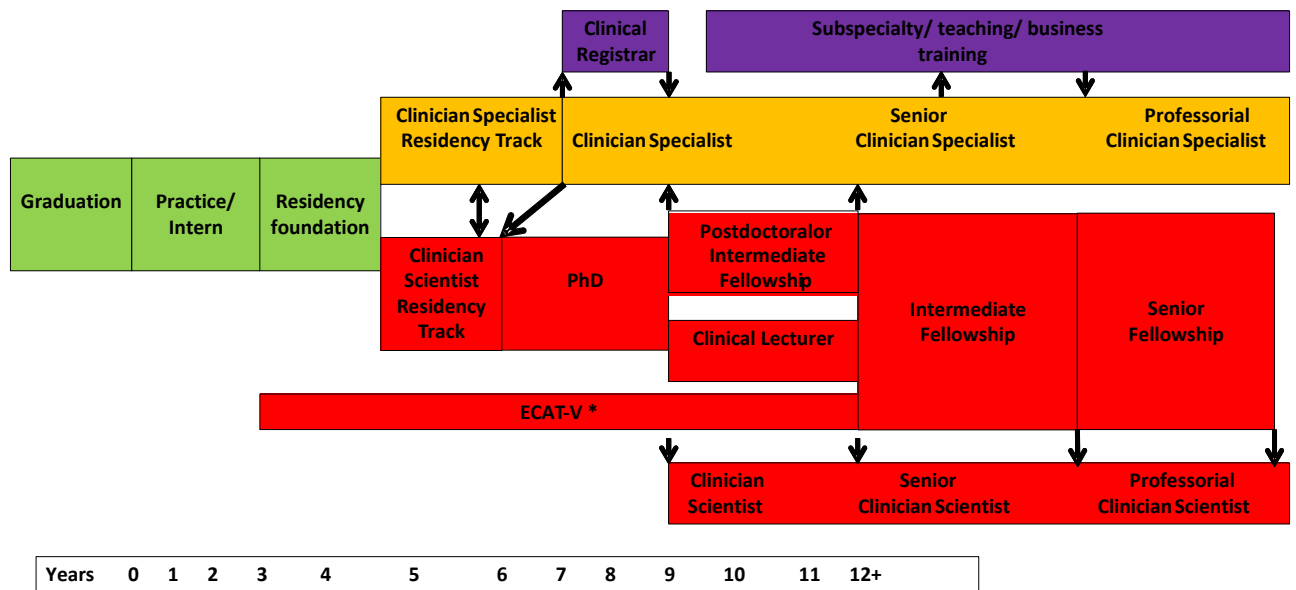 Clinical
Registrar
Subspecialty/ teaching/ business
training
Clinician Specialist
Residency Track
Clinician Specialist
Senior
Clinician Specialist
Professorial
Clinician Specialist
Graduation
Practice/
Intern
Residency
foundation
Clinician
Scientist
Residency
Track
PhD
Postdoctoralor
Intermediate
Fellowship
Clinical Lecturer
Intermediate
Fellowship
Senior
Fellowship
ECAT-V *
Clinician
Scientist
Senior
Clinician Scientist
Professorial
Clinician Scientist
Years 0 1 2 3 4 5 6 7 8 9 10 11 12+